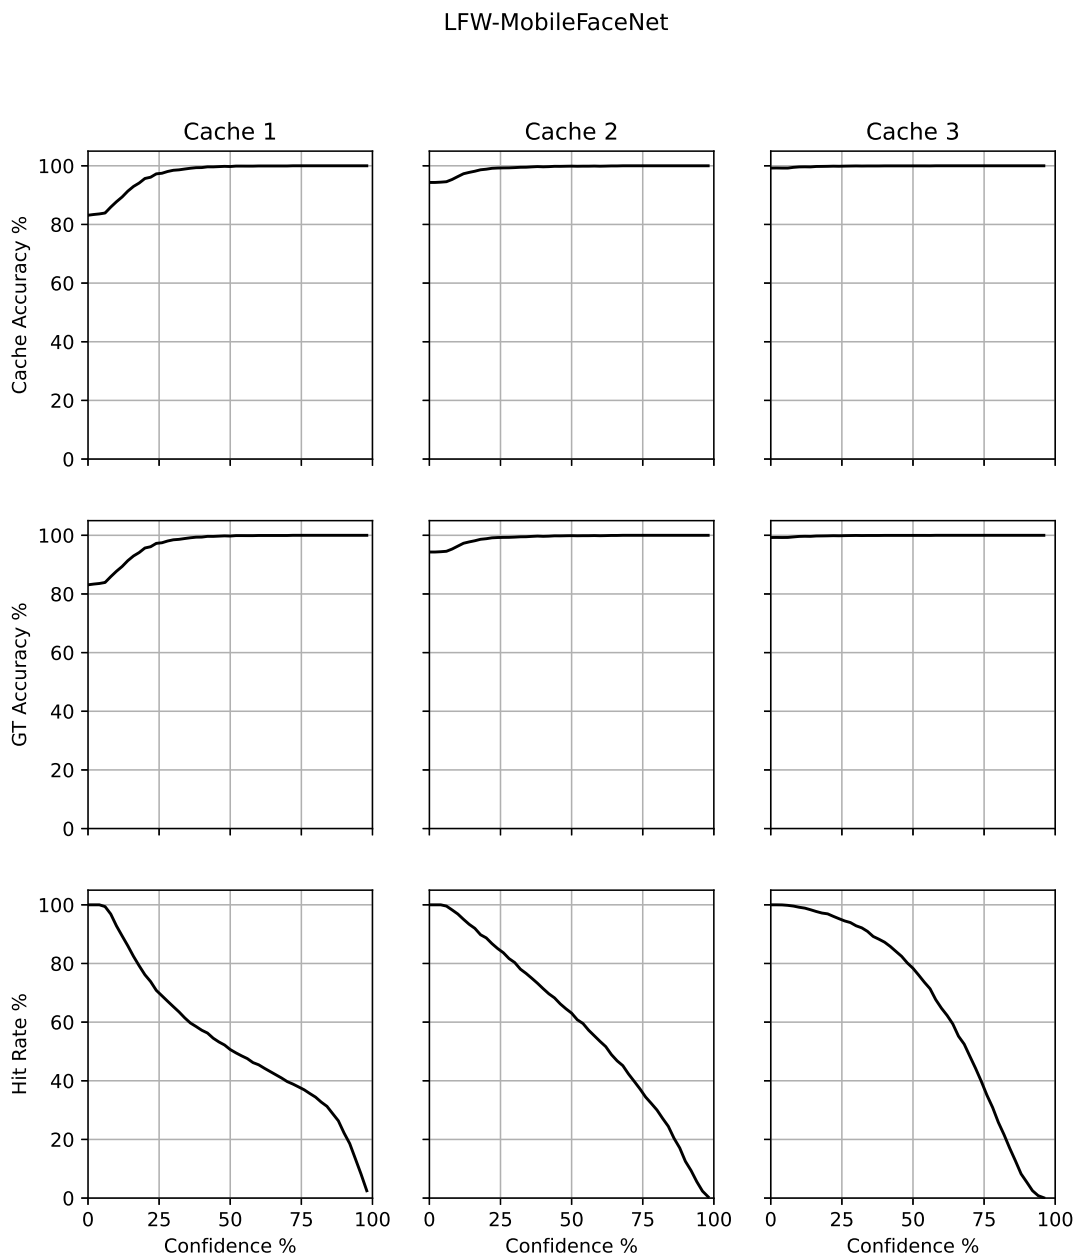 LFW-MobileFaceNet
Cache 1
Cache 2
Cache 3
Cache Accuracy %
100
80
60
40
20
0
GT Accuracy %
100
80
60
40
20
0
Hit Rate %
100
80
60
40
20
0
0 25 50 75 100
0 25 50 75 100
0 25 50 75 100
Confidence %
Confidence %
Confidence %